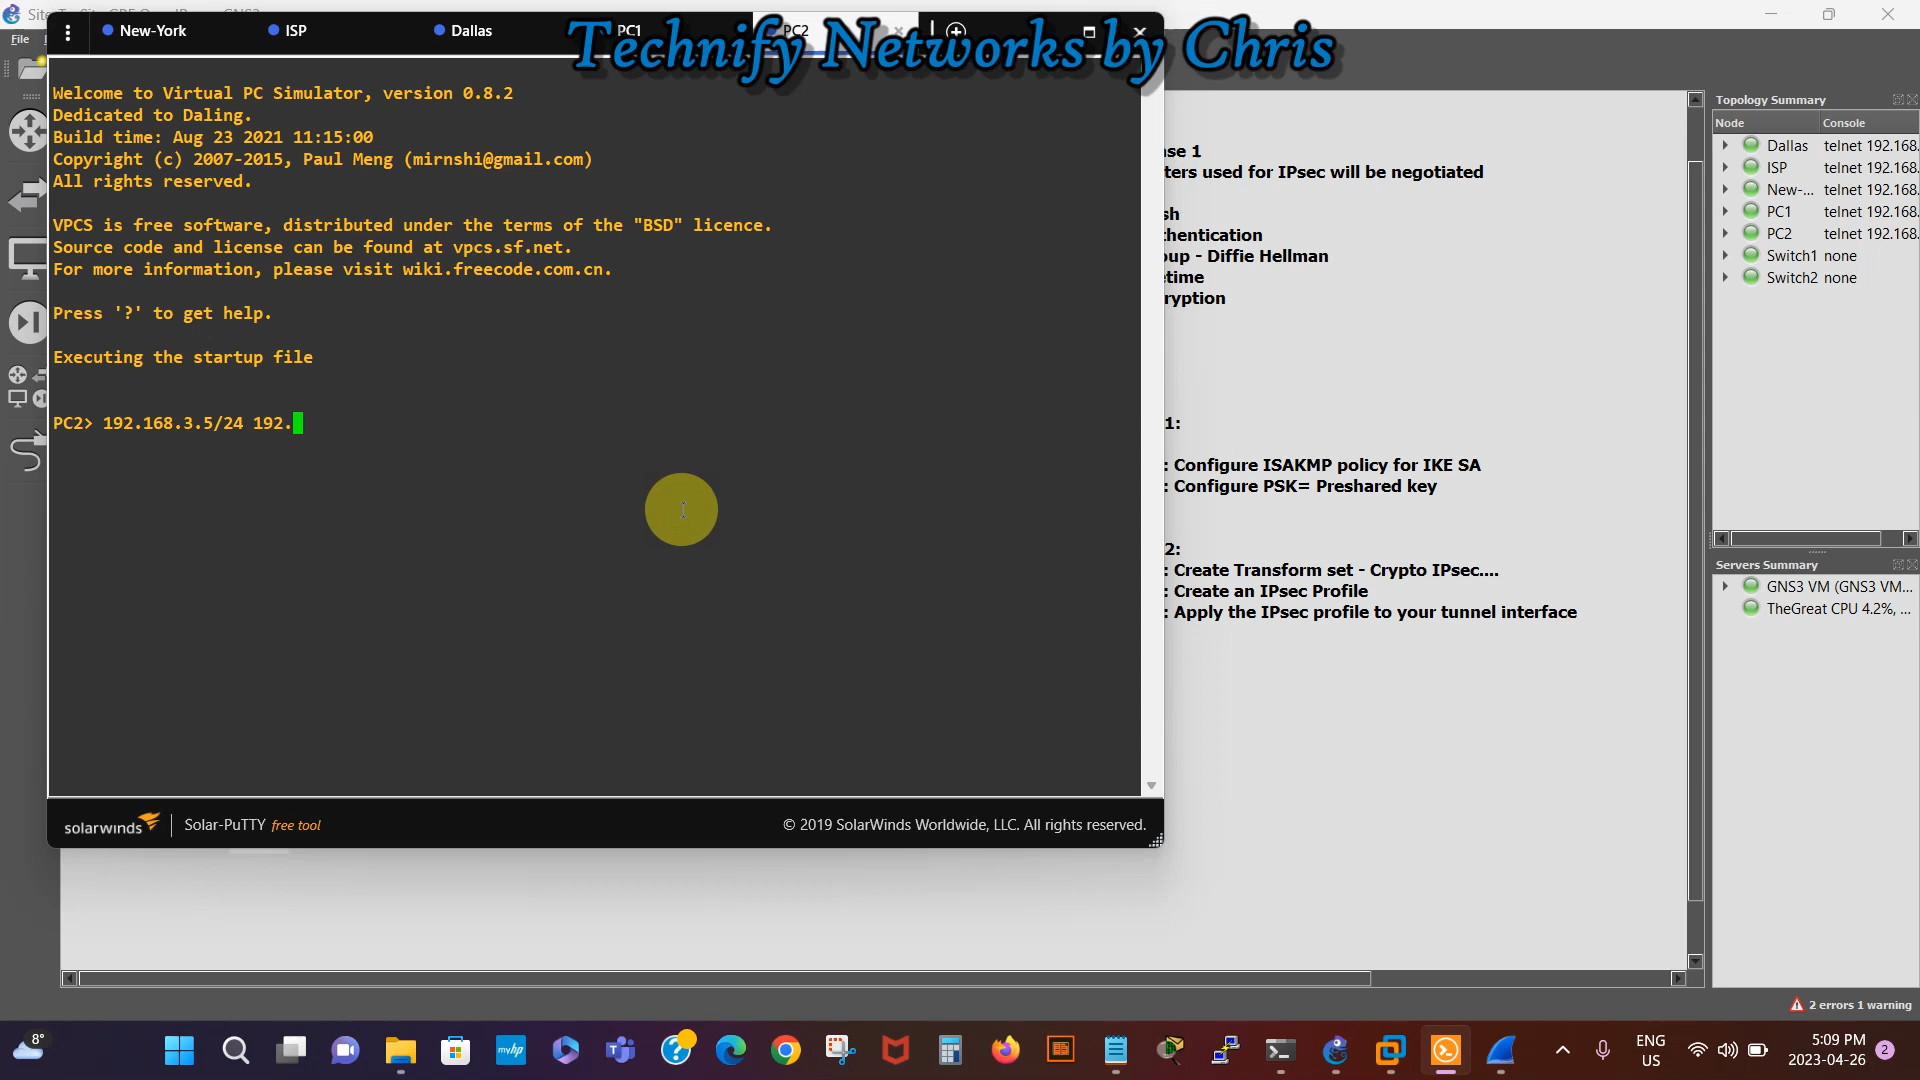 Technify Networks by Chris
File
New-York
ISP
Dallas
PC1
PC2
Welcome to Virtual PC Simulator, version 0.8.2
Dedicated to Daling.
Build time: Aug 23 2021 11:15:00
Copyright (c) 2007-2015, Paul Meng (mirnshi@gmail.com)
All rights reserved.
VPCS is free software, distributed under the terms of the "BSD" licence.
Source code and license can be found at vpcs.sf.net.
For more information, please visit wiki.freecode.com.cn.
Press '?' to get help.
Executing the startup file
PC2> 192.168.3.5/24 192.
solarwinds
Solar-PuTTY free tool
© 2019 SolarWinds Worldwide, LLC. All rights reserved.
ase 1
ters used for IPsec will be negotiated
sh
thentication
oup - Diffie Hellman
etime
ryption
1:
: Configure ISAKMP policy for IKE SA
: Configure PSK= Preshared key
2:
: Create Transform set - Crypto IPsec....
: Create an IPsec Profile
: Apply the IPsec profile to your tunnel interface
Topology Summary
Node Console
Dallas telnet 192.168.
ISP telnet 192.168.
New-... telnet 192.168.
PC1 telnet 192.168.
PC2 telnet 192.168.
Switch1 none
Switch2 none
Servers Summary
GNS3 VM (GNS3 VM...
TheGreat CPU 4.2%, ...
2 errors 1 warning
8°
myhp
ENG
US
5:09 PM
2023-04-26
2